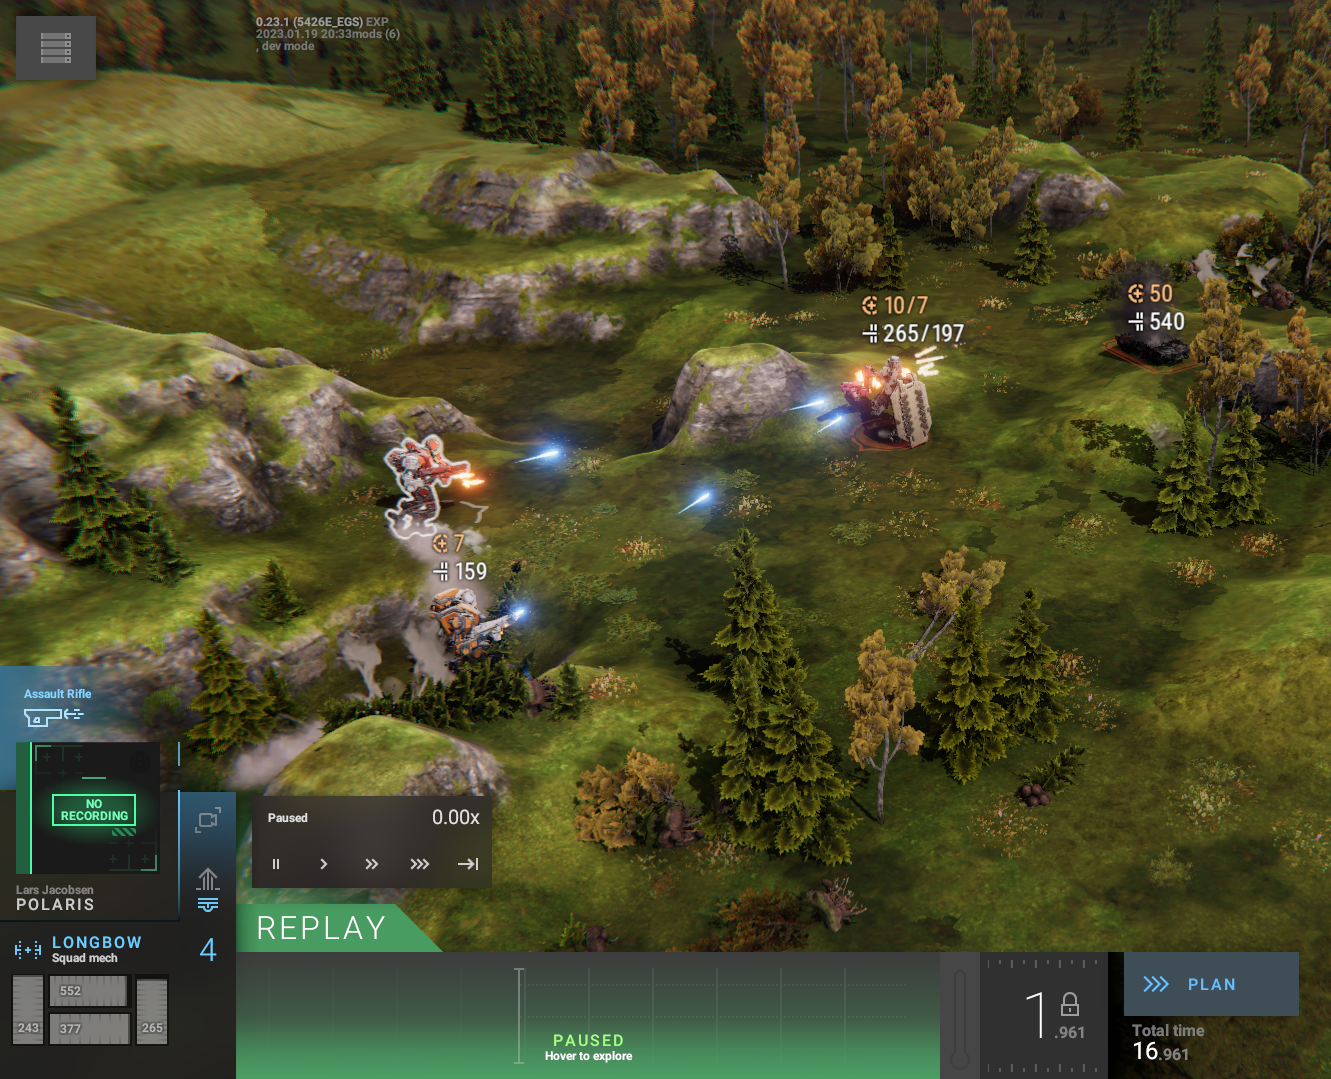 0.23.1 (5426E_EGS) EXP
2023.01.19 20:33mods (6)
, dev mode
10/7
265/197
50
540
7
159
Assault Rifle
NO
RECORDING
Lars Jacobsen
POLARIS
LONGBOW
Squad mech
4
552
243
377
265
Paused
0.00x
REPLAY
PAUSED
Hover to explore
1.961
PLAN
Total time
16.961